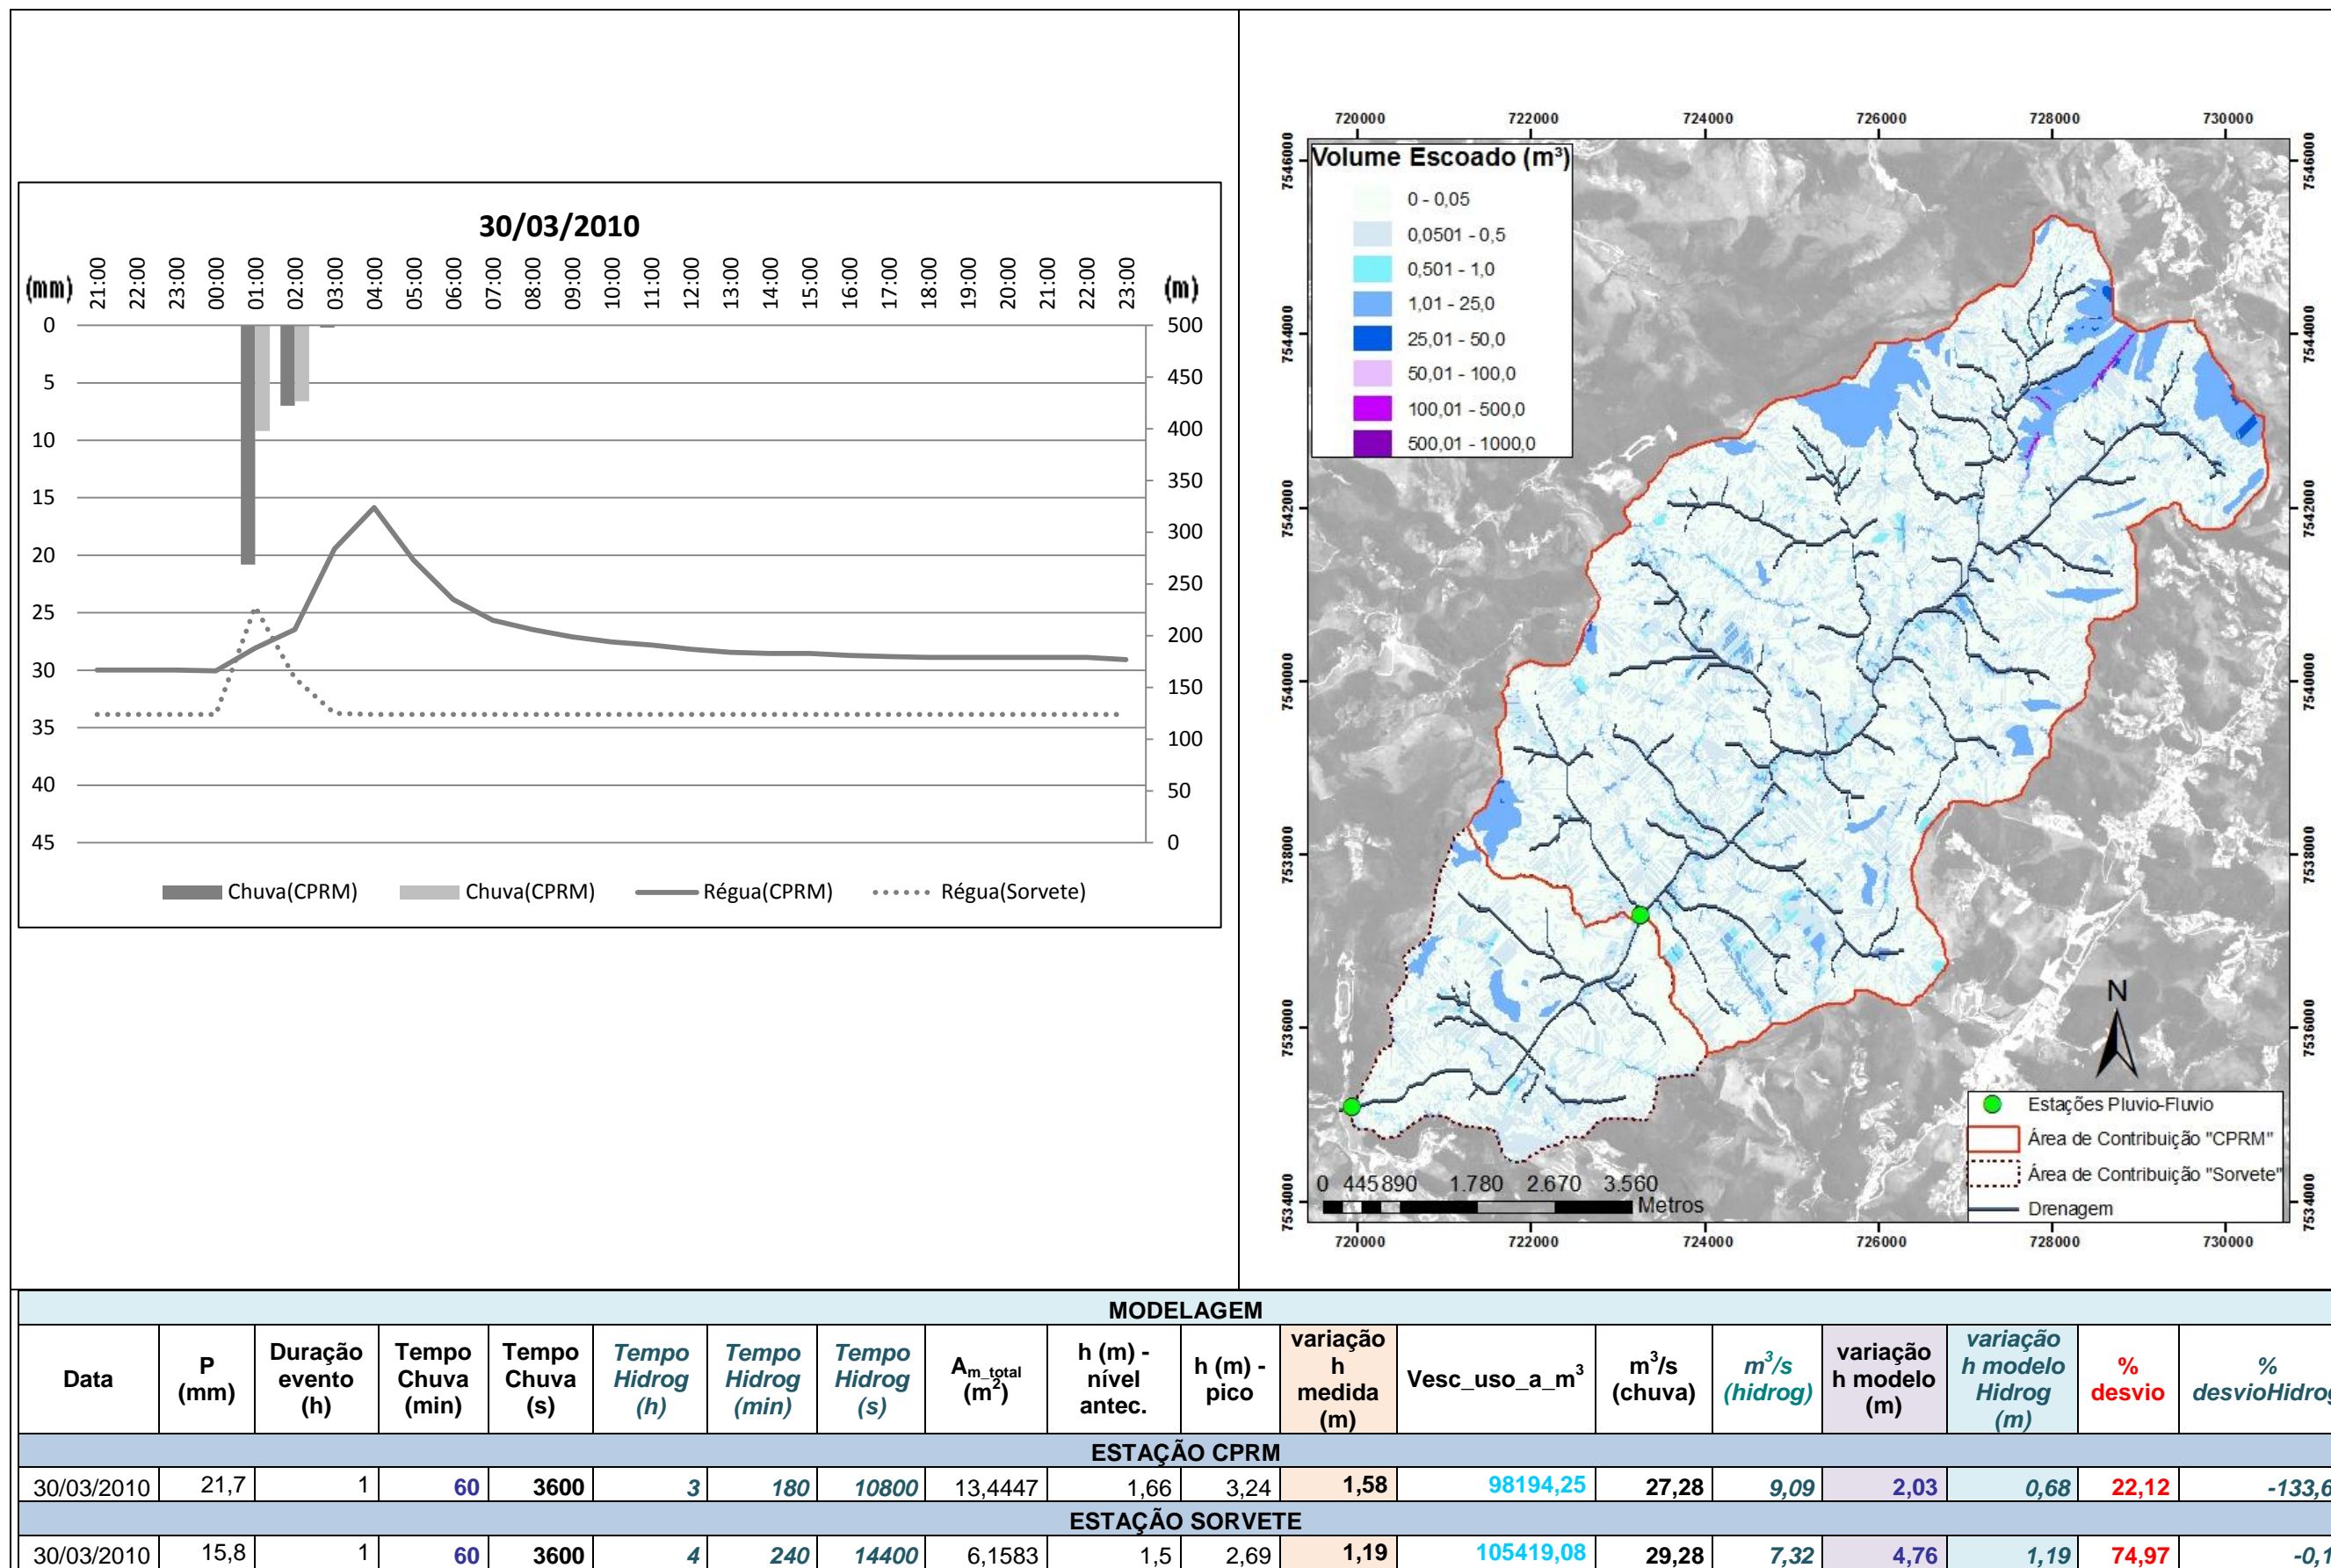 30/03/2010
(mm)
21:00
22:00
23:00
00:00
01:00
02:00
03:00
04:00
05:00
06:00
07:00
08:00
09:00
10:00
11:00
12:00
13:00
14:00
15:00
16:00
17:00
18:00
19:00
20:00
21:00
22:00
23:00
(m)
0
5
10
15
20
25
30
35
40
45
500
450
400
350
300
250
200
150
100
50
0
Chuva(CPRM) Chuva(CPRM) Régua(CPRM) Régua(Sorvete)
720000 722000 724000 726000 728000 730000
7546000
7544000
7542000
7540000
7538000
7536000
7534000
Volume Escoado (m³)
0 - 0,05
0,0501 - 0,5
0,501 - 1,0
1,01 - 25,0
25,01 - 50,0
50,01 - 100,0
100,01 - 500,0
500,01 - 1000,0
7546000
7544000
7542000
7540000
7538000
7536000
7534000
N
Estações Pluvio-Fluvio
Área de Contribuição "CPRM"
Área de Contribuição "Sorvete"
Drenagem
0 445 890 1.780 2.670 3.560
Metros
720000 722000 724000 726000 728000 730000
MODELAGEM
Data
P
(mm)
Duração
evento
(h)
Tempo
Chuva
(min)
Tempo
Chuva
(s)
Tempo
Hidrog
(h)
Tempo
Hidrog
(min)
Tempo
Hidrog
(s)
Am_total
(m²)
h (m) -
nível
antec.
h (m) -
pico
variação
h
medida
(m)
Vesc_uso_a_m³
m³/s
(chuva)
m³/s
(hidrog)
variação
h modelo
(m)
variação
h modelo
Hidrog
(m)
%
desvio
%
desvioHidrog
ESTAÇÃO CPRM
30/03/2010 21,7 1 60 3600 3 180 10800 13,4447 1,66 3,24 1,58 98194,25 27,28 9,09 2,03 0,68 22,12 -133,6
ESTAÇÃO SORVETE
30/03/2010 15,8 1 60 3600 4 240 14400 6,1583 1,5 2,69 1,19 105419,08 29,28 7,32 4,76 1,19 74,97 -0,1